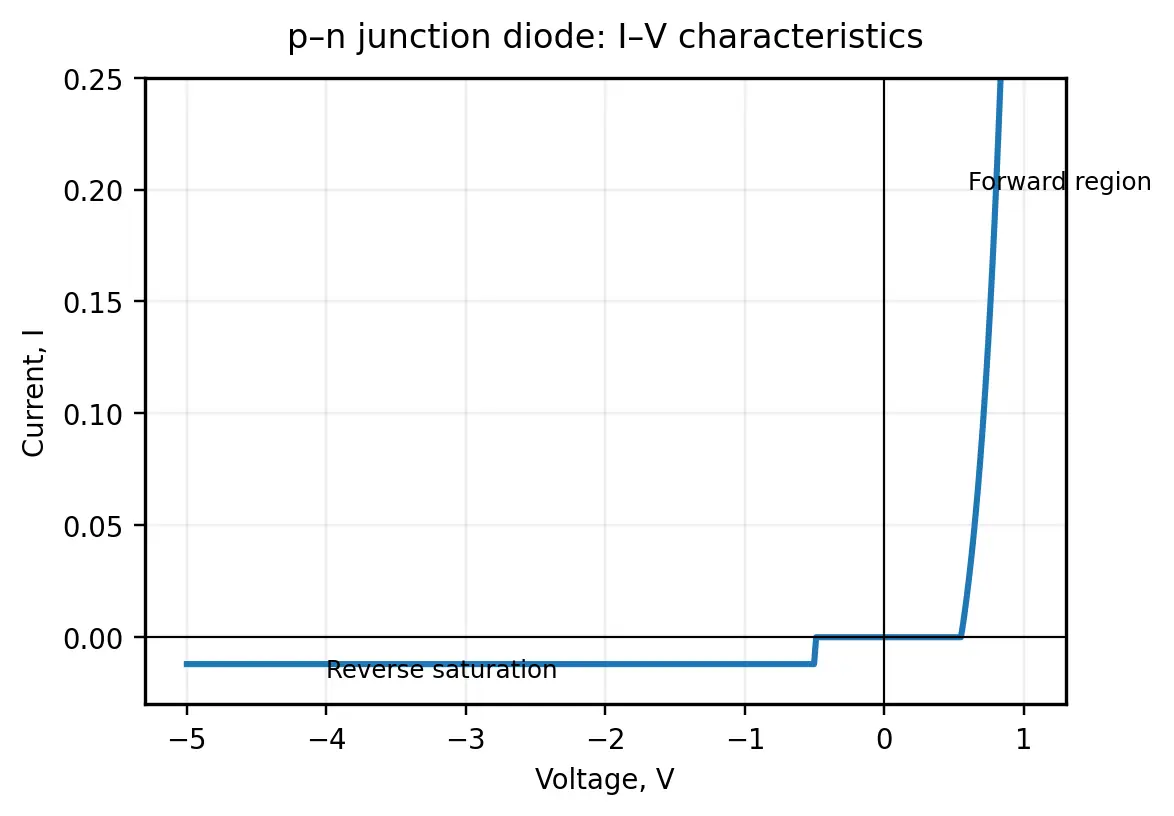 p–n junction diode: I–V characteristics
0.25
0.20
0.15
0.10
0.05
0.00
Current, I
Forward region
Reverse saturation
−5 −4 −3 −2 −1 0 1
Voltage, V